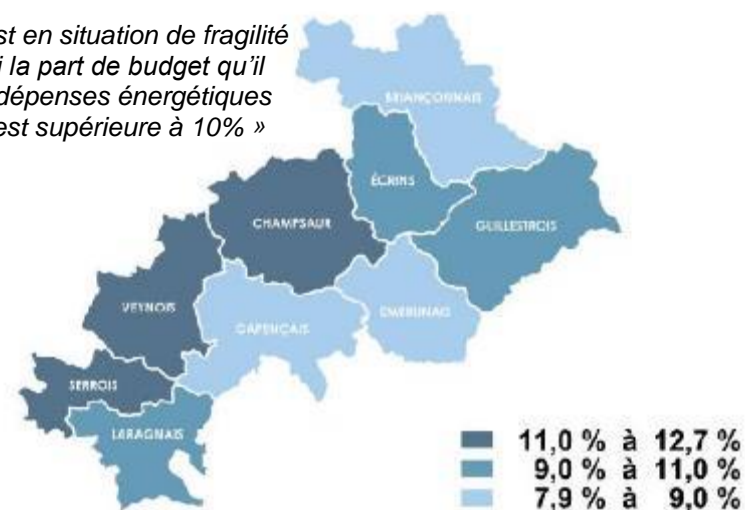 st en situation de fragilité
i la part de budget qu'il
dépenses énergétiques
est supérieure à 10% »
BRIANÇONNAIS
ÉCRINS
CHAMPSAUR
GUILLESTROIS
VEYNOIS
EMBRUNAIS
GAPENÇAIS
SERROIS
LARAGNAIS
11,0 % à 12,7 %
9,0 % à 11,0 %
7,9 % à 9,0 %